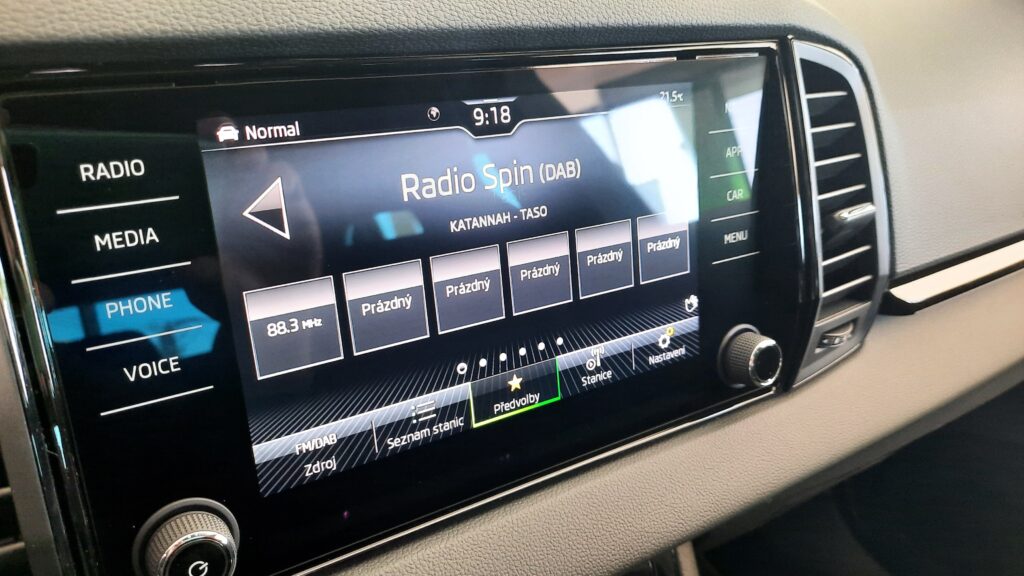 Normal
9:18
21.5°C
Radio Spin (DAB)
KATANNAH - TASO
88.3 MHz
Prázdný
Prázdný
Prázdný
Prázdný
Prázdný
FM/DAB
Zdroj
Seznam stanic
Předvolby
Stanice
Nastavení
RADIO
MEDIA
PHONE
VOICE
APP
CAR
MENU